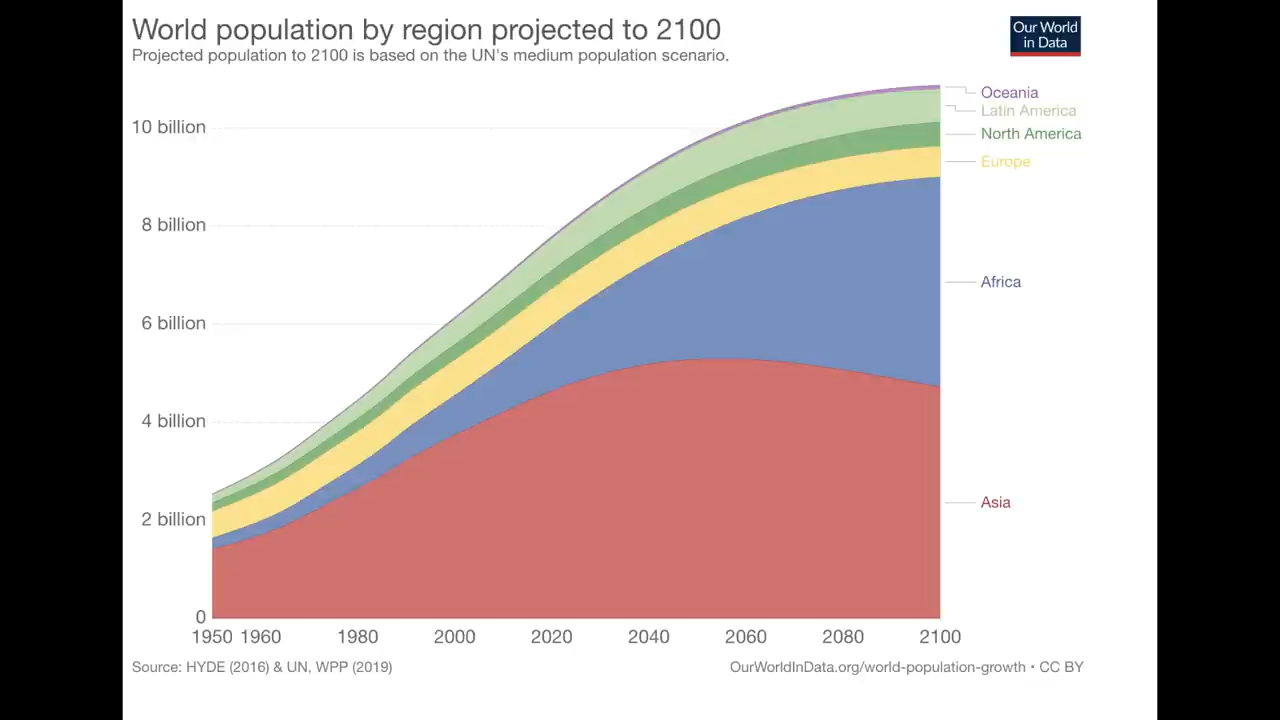 World population by region projected to 2100
Projected population to 2100 is based on the UN's medium population scenario.
Our World
in Data
10 billion
8 billion
6 billion
4 billion
2 billion
0
Oceania
Latin America
North America
Europe
Africa
Asia
1950 1960 1980 2000 2020 2040 2060 2080 2100
Source: HYDE (2016) & UN, WPP (2019)
OurWorldInData.org/world-population-growth • CC BY